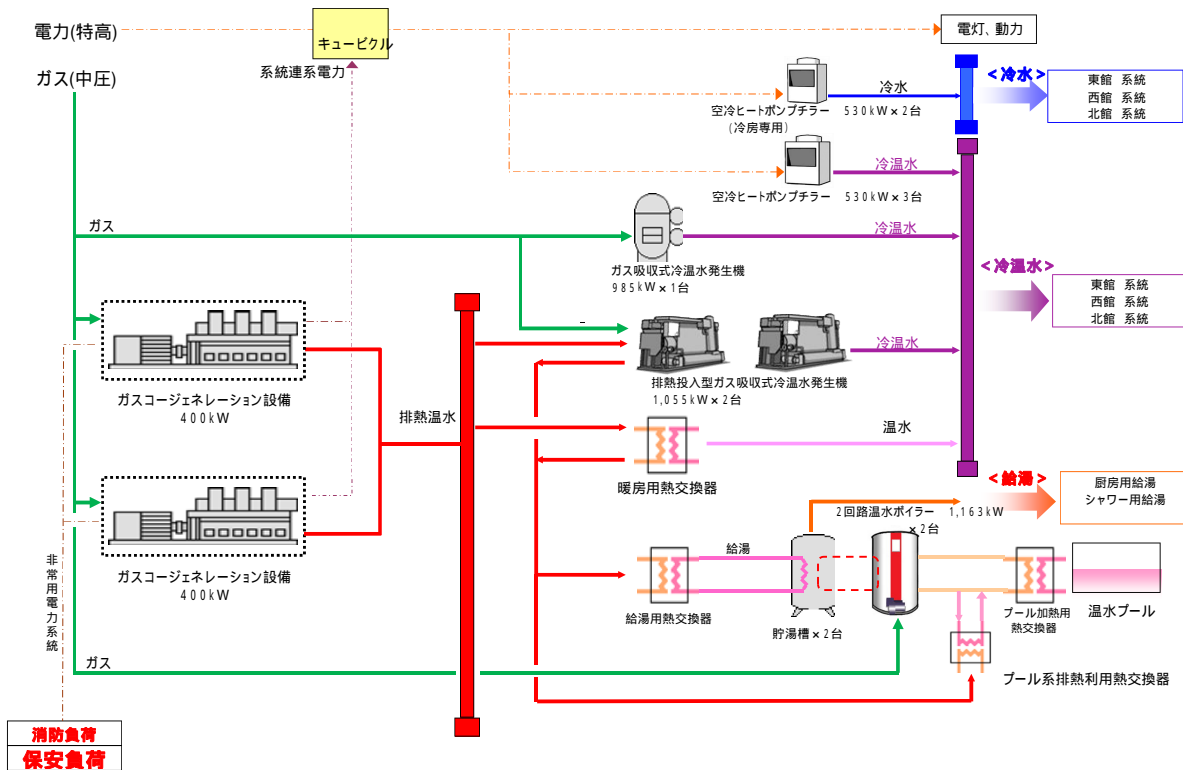 電力(特高)
キュービクル
電灯、動力
系統連系電力
ガス(中圧)
<冷水>
冷水
空冷ヒートポンプチラー
(冷房専用)
530kW×2台
東館 系統
西館 系統
北館 系統
冷温水
空冷ヒートポンプチラー
530kW×3台
ガス
冷温水
ガス吸収式冷温水発生機
985kW×1台
<冷温水>
東館 系統
西館 系統
北館 系統
冷温水
排熱投入型ガス吸収式冷温水発生機
1,055kW×2台
ガスコージェネレーション設備
400kW
排熱温水
温水
暖房用熱交換器
<給湯>
厨房用給湯
シャワー用給湯
2回路温水ボイラー
×2台
1,163kW
給湯
ガスコージェネレーション設備
400kW
給湯用熱交換器
貯湯槽×2台
プール加熱用
熱交換器
温水プール
非常用電力系統
ガス
プール系排熱利用熱交換器
消防負荷
保安負荷